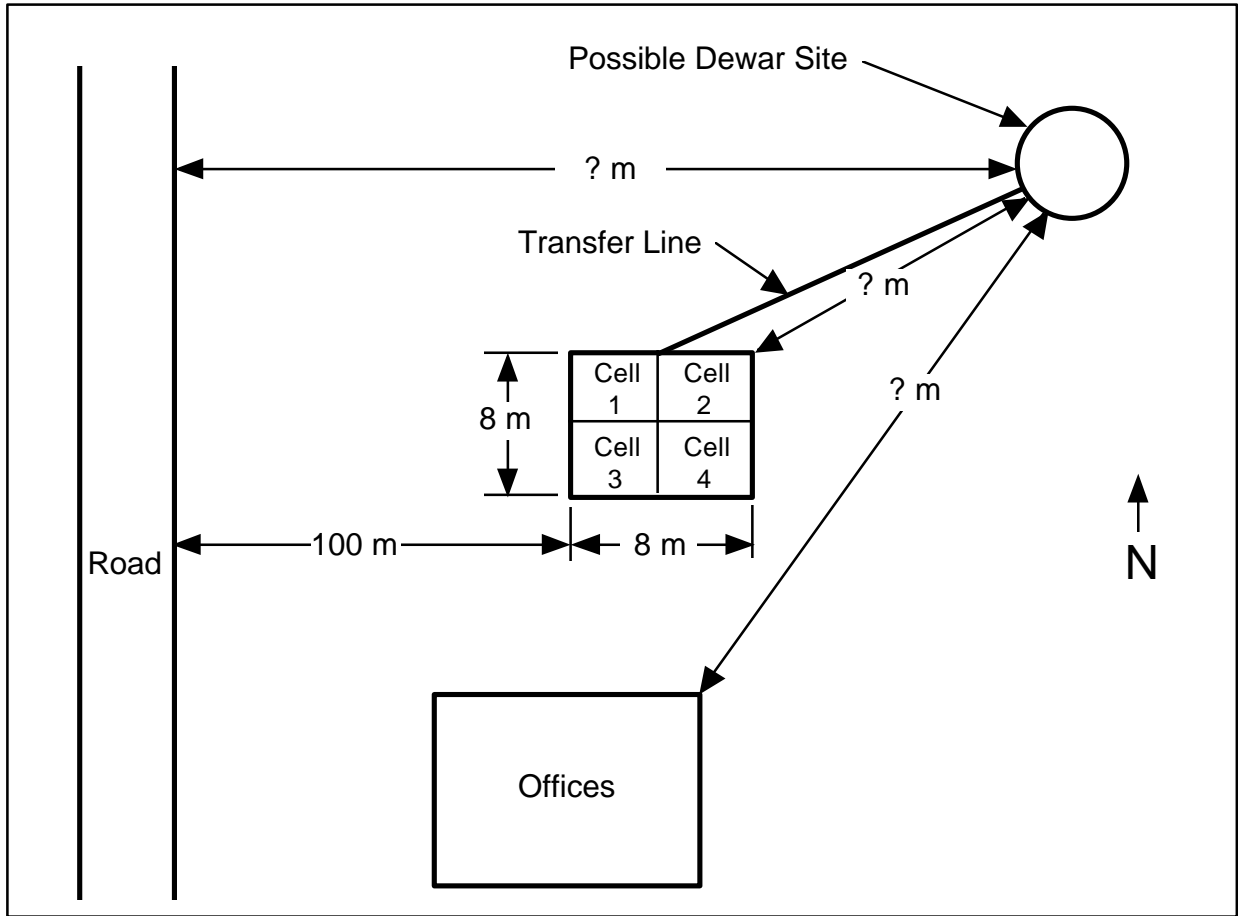 Possible Dewar Site
? m
Transfer Line
? m
Cell
1
Cell
2
? m
8 m
Cell
3
Cell
4
100 m
8 m
Road
N
Offices